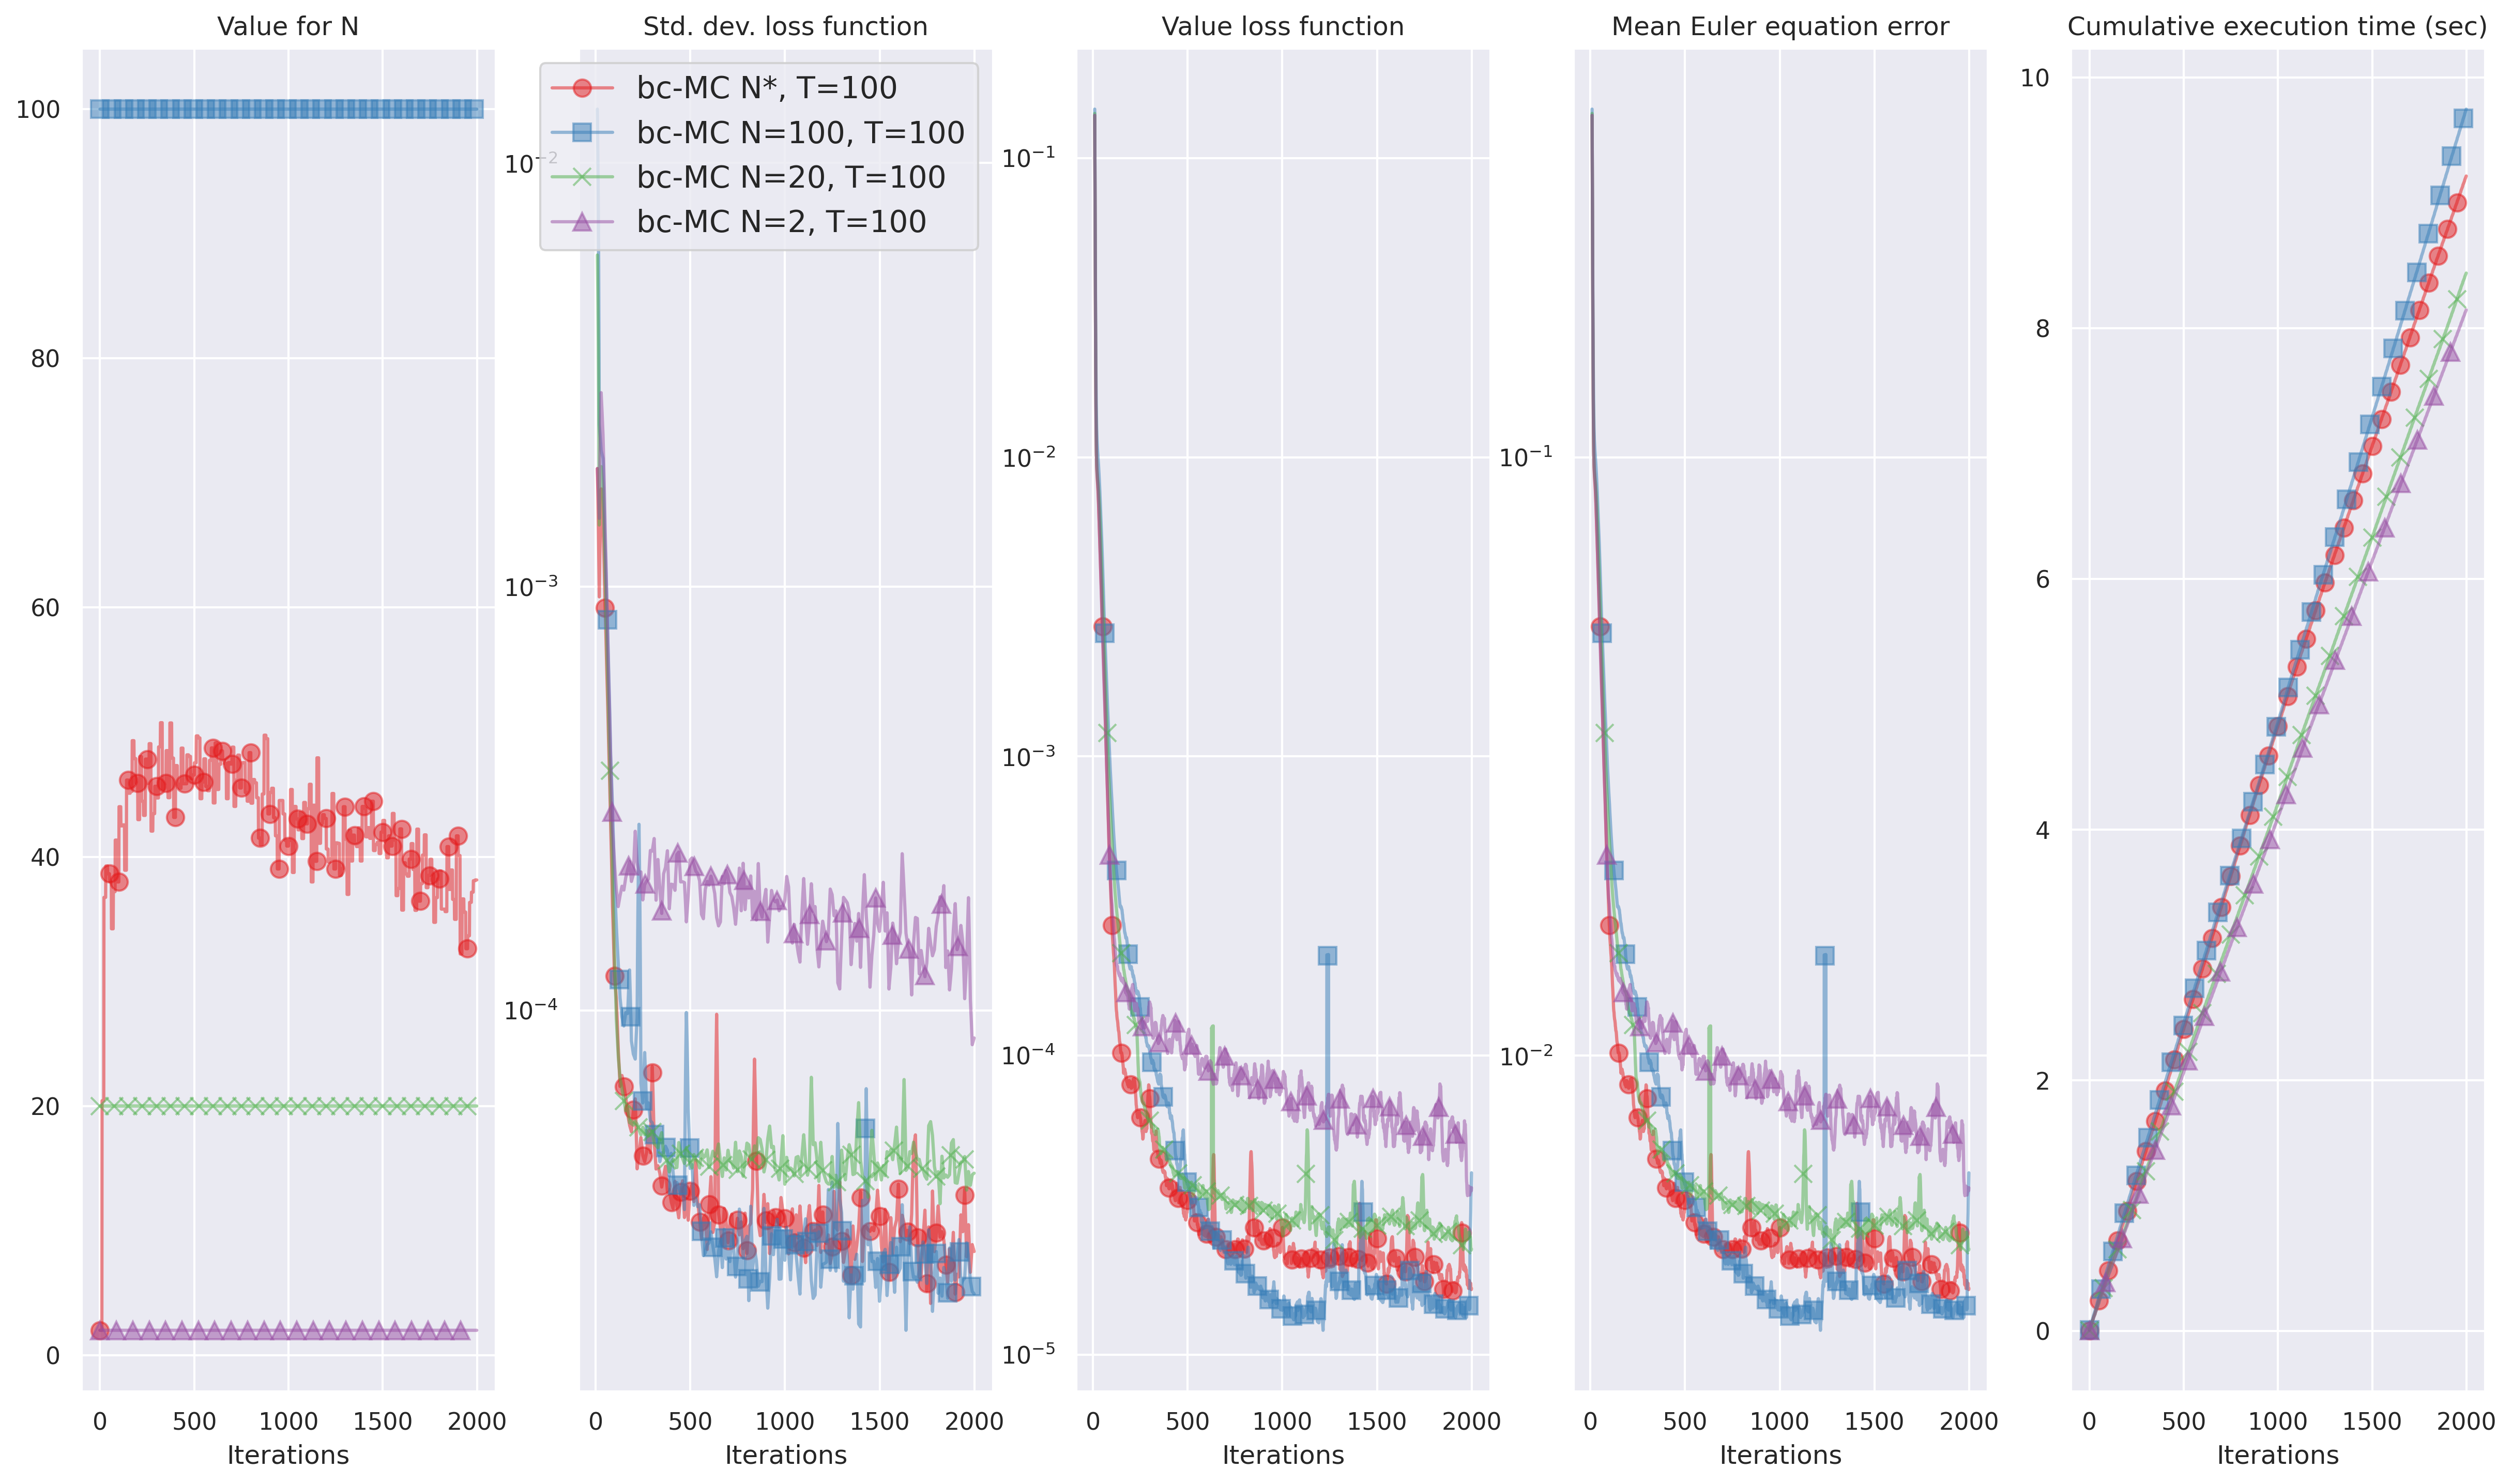 Value for N
Std. dev. loss function
Value loss function
Mean Euler equation error
Cumulative execution time (sec)
bc-MC N*, T=100
bc-MC N=100, T=100
bc-MC N=20, T=100
bc-MC N=2, T=100
100
80
60
40
20
0
10⁻²
10⁻³
10⁻⁴
10⁻¹
10⁻²
10⁻³
10⁻⁴
10⁻⁵
10⁻¹
10⁻²
10
8
6
4
2
0
0 500 1000 1500 2000
0 500 1000 1500 2000
0 500 1000 1500 2000
0 500 1000 1500 2000
0 500 1000 1500 2000
Iterations
Iterations
Iterations
Iterations
Iterations